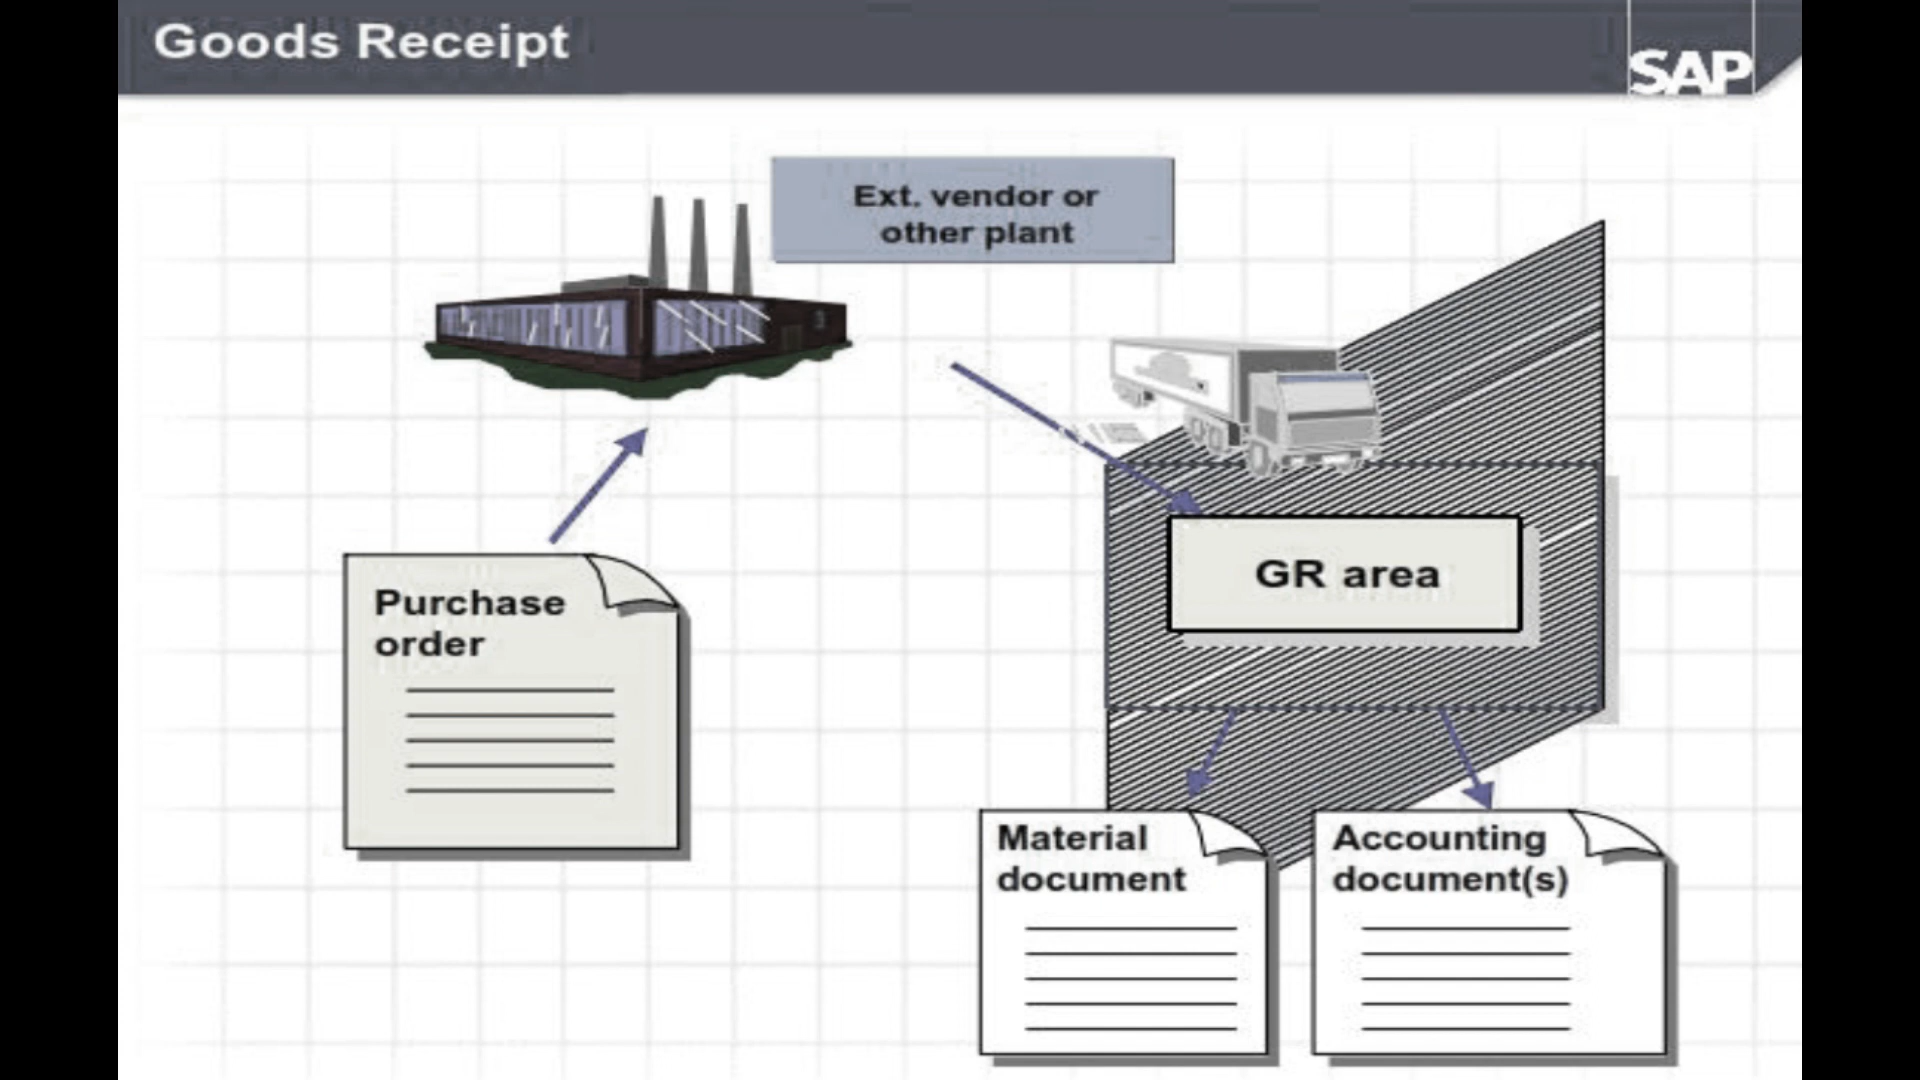 Goods Receipt
SAP
Ext. vendor or
other plant
GR area
Purchase
order
Material
document
Accounting
document(s)